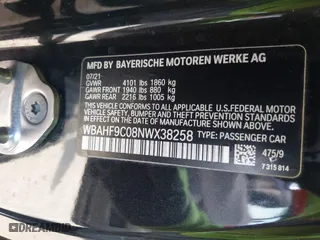 MFD BY BAYERISCHE MOTOREN WERKE AG
07/21
GVWR 4101 lbs 1860 kg
GAWR FRONT 1940 lbs 880 kg
GAWR REAR 2216 lbs 1005 kg
THIS VEHICLE CONFORMS TO ALL APPLICABLE
U.S. FEDERAL MOTOR VEHICLE SAFETY,
BUMPER, AND THEFT PREVENTION STANDARDS
IN EFFECT ON THE DATE OF MANUFACTURE
SHOWN ABOVE.
WBAHF9C08NWX38258 TYPE: PASSENGER CAR
475/9
7 315 814
DREAMBID